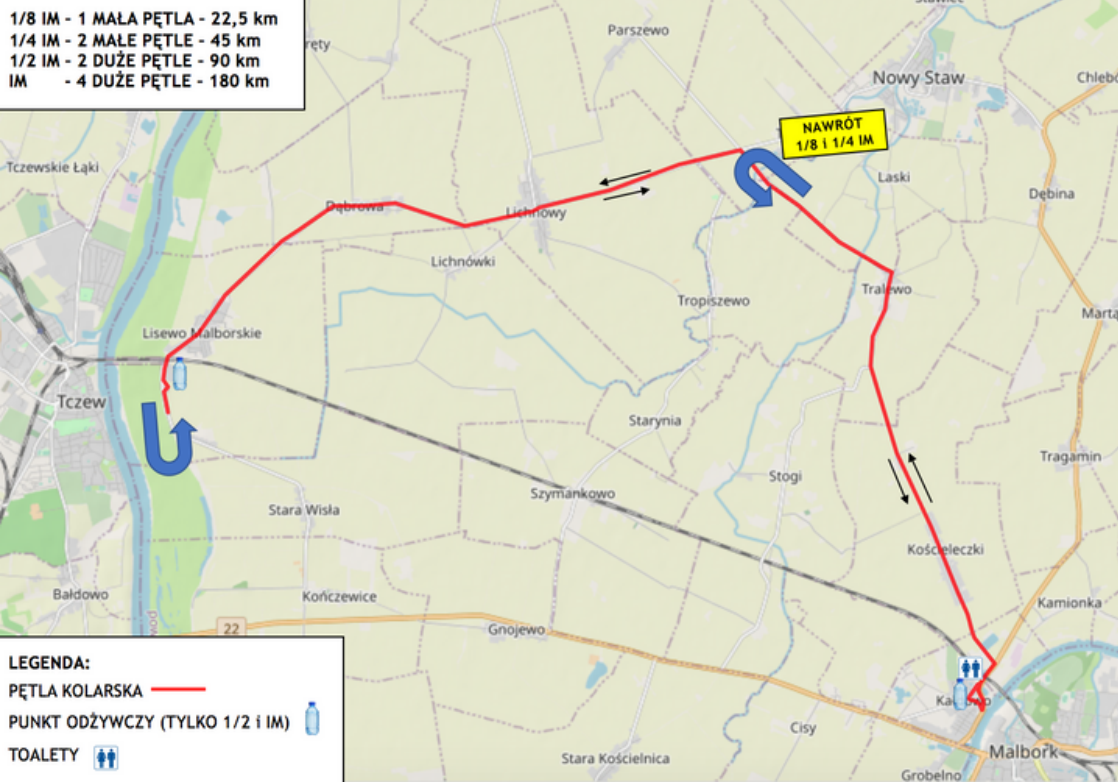 1/8 IM - 1 MAŁA PĘTLA - 22,5 km
1/4 IM - 2 MAŁE PĘTLE - 45 km
1/2 IM - 2 DUŻE PĘTLE - 90 km
IM - 4 DUŻE PĘTLE - 180 km
Parszewo
Nowy Staw
NAWRÓT
1/8 i 1/4 IM
Tczewskie Łąki
Laski
Dębina
Dąbrowa
Lichnowy
Lichnówki
Tralewo
Tropiszewo
Lisewo Malborskie
Tczew
Starynia
Tragamin
Stogi
Szymankowo
Stara Wisła
Kościeleczki
Bałdowo
Kończewice
Kamionka
22
Gnojewo
LEGENDA:
PĘTLA KOLARSKA
PUNKT ODŻYWCZY (TYLKO 1/2 i IM)
TOALETY
Cisy
Malbork
Stara Kościelnica
Grobelno